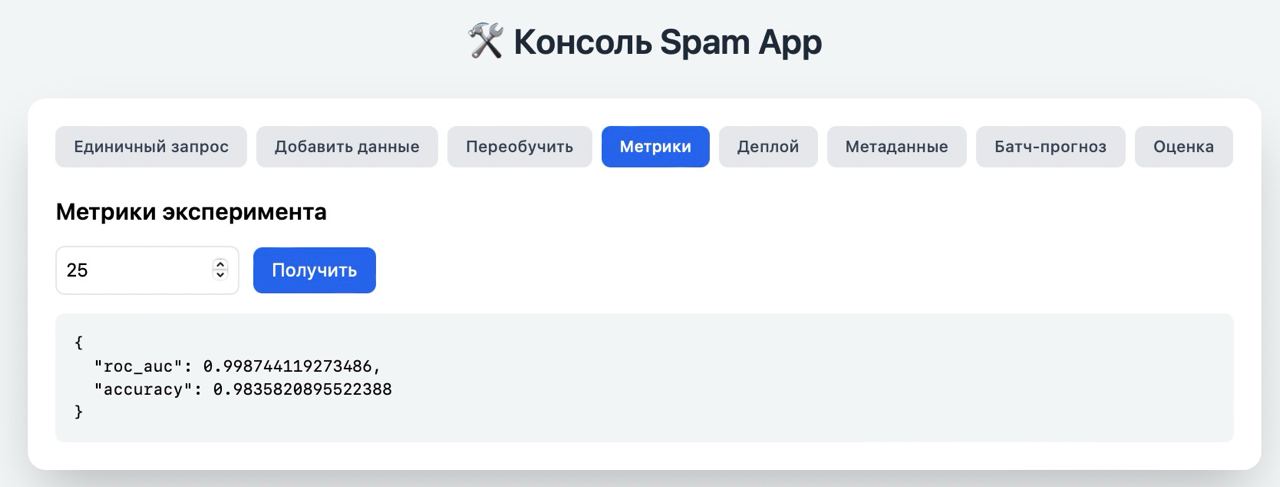 🛠 Консоль Spam App
Единичный запрос Добавить данные Переобучить Метрики Деплой Метаданные Батч-прогноз Оценка
Метрики эксперимента
25 Получить
{
  "roc_auc": 0.998744119273486,
  "accuracy": 0.9835820895522388
}